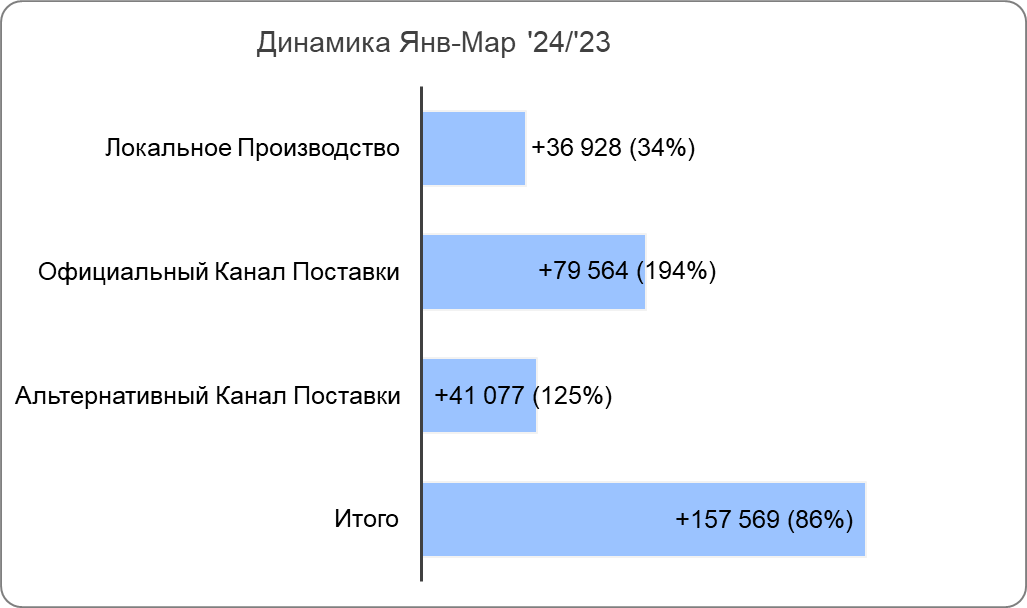 Динамика Янв-Мар '24/'23
Локальное Производство +36 928 (34%)
Официальный Канал Поставки +79 564 (194%)
Альтернативный Канал Поставки +41 077 (125%)
Итого +157 569 (86%)